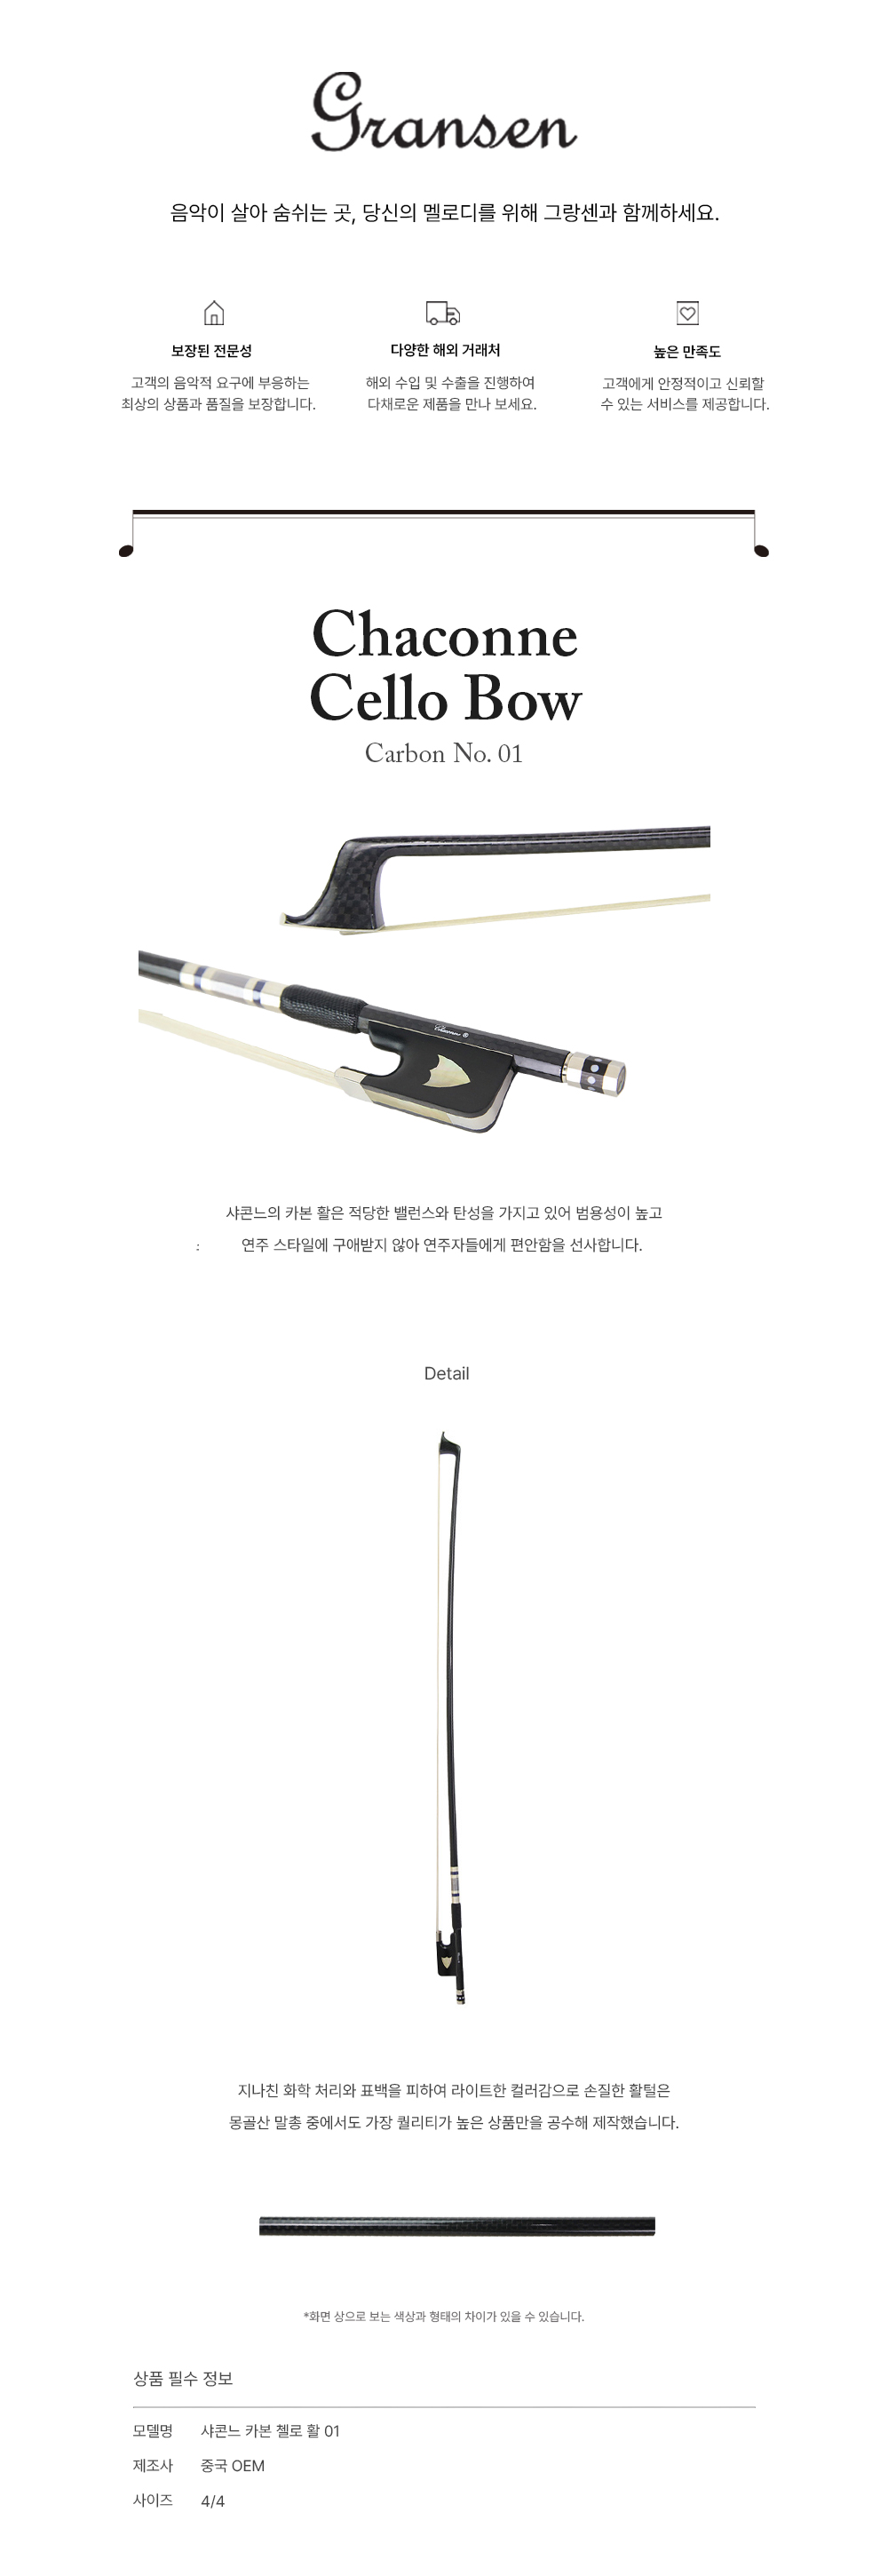 Gransen
음악이 살아 숨쉬는 곳, 당신의 멜로디를 위해 그랑센과 함께하세요.
보장된 전문성
고객의 음악적 요구에 부응하는
최상의 상품과 품질을 보장합니다.
다양한 해외 거래처
해외 수입 및 수출을 진행하여
다채로운 제품을 만나 보세요.
높은 만족도
고객에게 안정적이고 신뢰할
수 있는 서비스를 제공합니다.
Chaconne
Cello Bow
Carbon No. 01
Chaconne ®
샤콘느의 카본 활은 적당한 밸런스와 탄성을 가지고 있어 범용성이 높고
: 연주 스타일에 구애받지 않아 연주자들에게 편안함을 선사합니다.
Detail
지나친 화학 처리와 표백을 피하여 라이트한 컬러감으로 손질한 활털은
몽골산 말총 중에서도 가장 퀄리티가 높은 상품만을 공수해 제작했습니다.
*화면 상으로 보는 색상과 형태의 차이가 있을 수 있습니다.
상품 필수 정보
모델명 샤콘느 카본 첼로 활 01
제조사 중국 OEM
사이즈 4/4